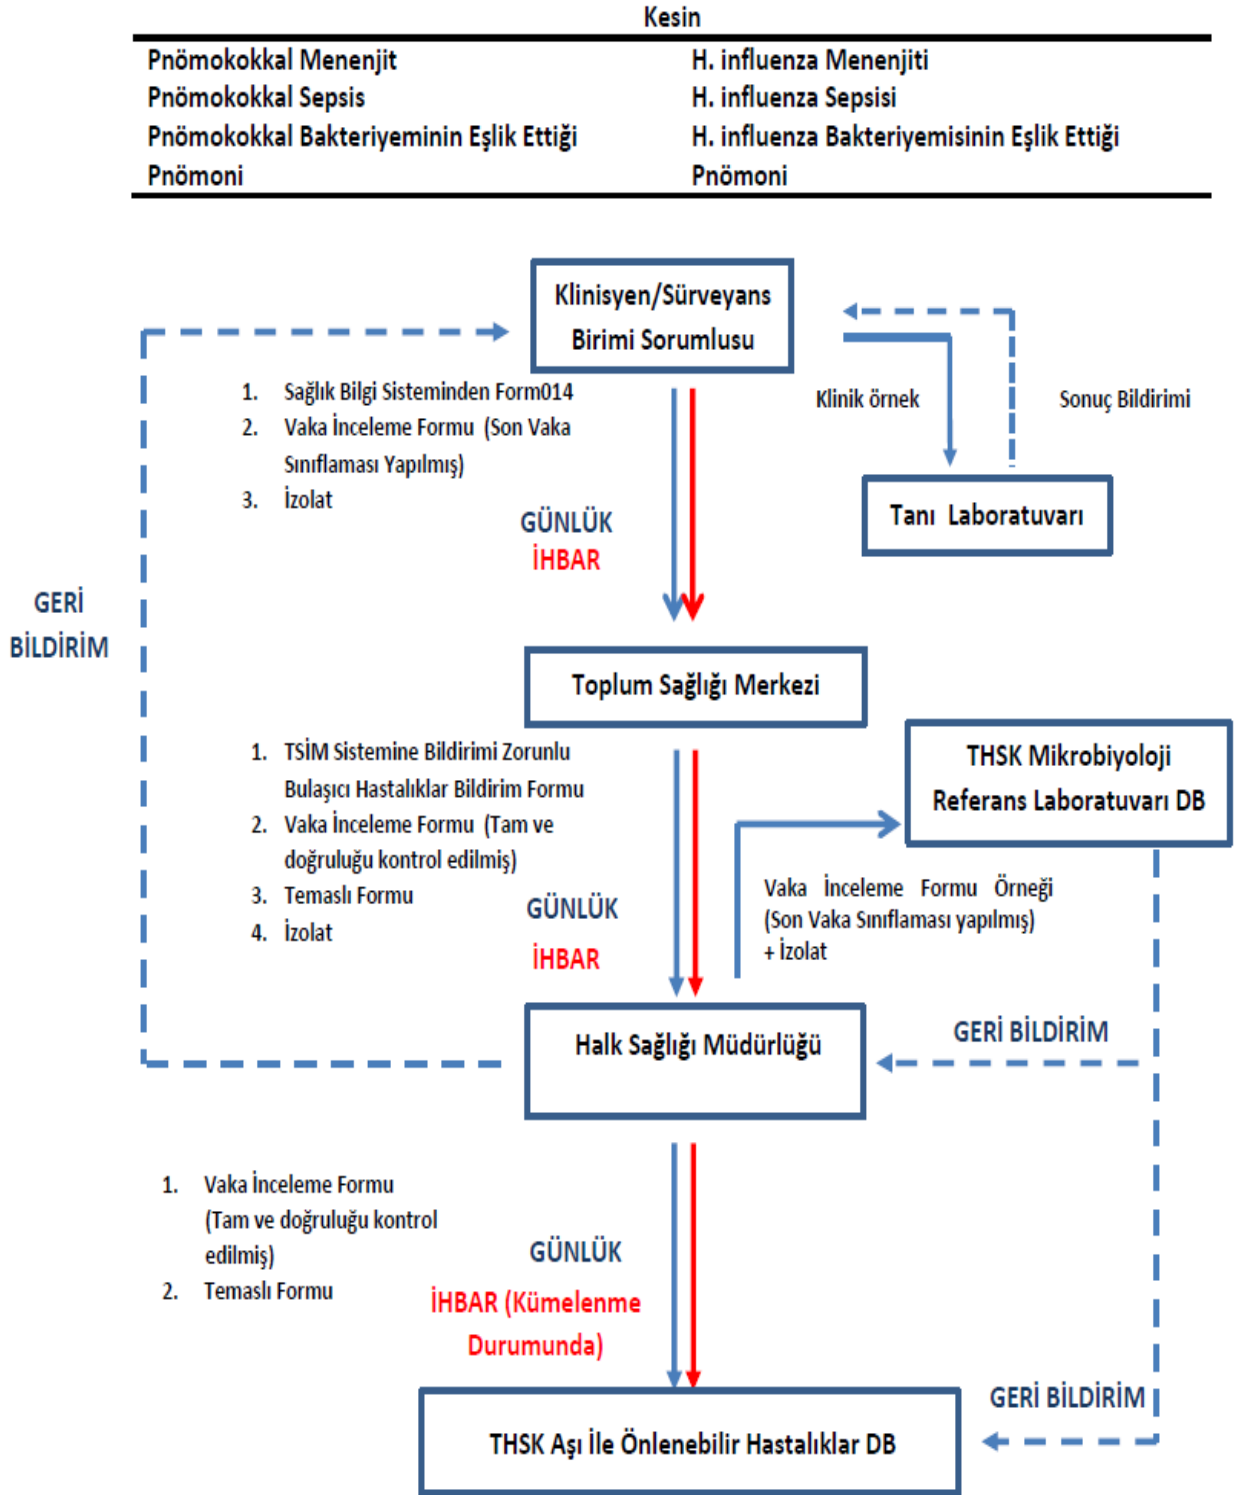 Kesin
Pnömokokkal Menenjit
H. influenza Menenjiti
Pnömokokkal Sepsis
H. influenza Sepsisi
Pnömokokkal Bakteriyeminin Eşlik Ettiği
H. influenza Bakteriyemisinin Eşlik Ettiği
Pnömoni
Pnömoni
Klinisyen/Sürveyans
Birimi Sorumlusu
1. Sağlık Bilgi Sisteminden Form014
2. Vaka İnceleme Formu (Son Vaka
Sınıflaması Yapılmış)
3. İzolat
Klinik örnek
Sonuç Bildirimi
Tanı Laboratuvarı
GÜNLÜK
İHBAR
GERİ
BİLDİRİM
Toplum Sağlığı Merkezi
1. TSİM Sistemine Bildirimi Zorunlu
Bulaşıcı Hastalıklar Bildirim Formu
2. Vaka İnceleme Formu (Tam ve
doğruluğu kontrol edilmiş)
3. Temaslı Formu
4. İzolat
GÜNLÜK
İHBAR
THSK Mikrobiyoloji
Referans Laboratuvarı DB
Vaka İnceleme Formu Örneği
(Son Vaka Sınıflaması yapılmış)
+ İzolat
Halk Sağlığı Müdürlüğü
GERİ BİLDİRİM
1. Vaka İnceleme Formu
(Tam ve doğruluğu kontrol
edilmiş)
2. Temaslı Formu
GÜNLÜK
İHBAR (Kümelenme
Durumunda)
GERİ BİLDİRİM
THSK Aşı İle Önlenebilir Hastalıklar DB